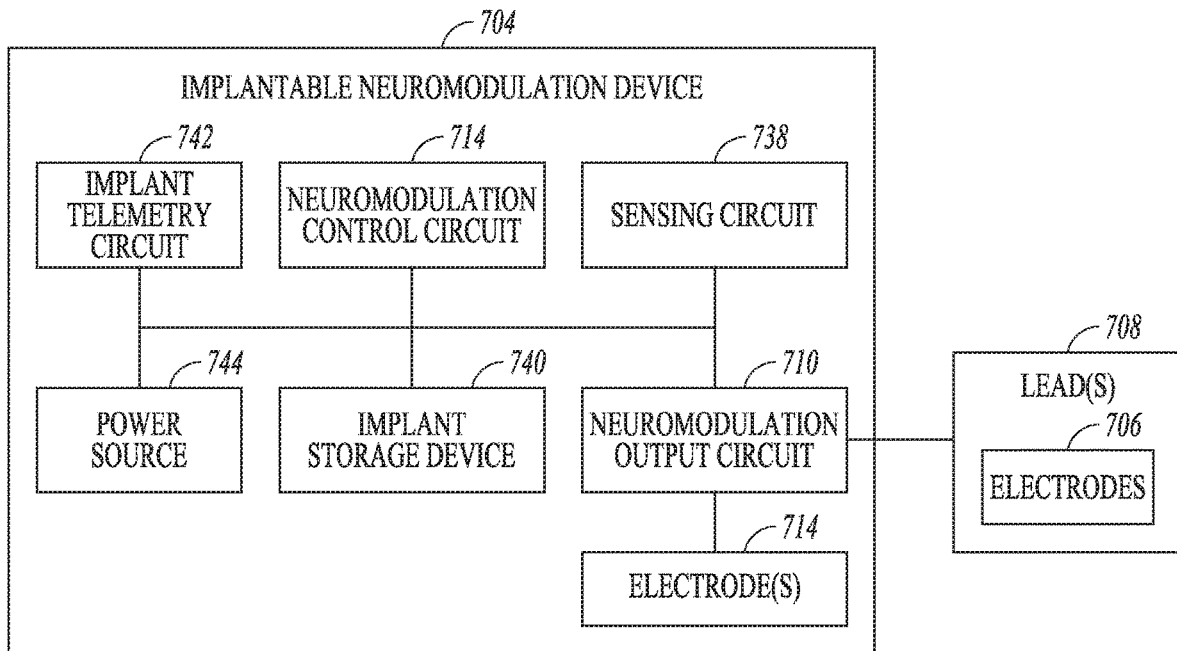 704
IMPLANTABLE NEUROMODULATION DEVICE
742
714
738
IMPLANT
TELEMETRY
CIRCUIT
NEUROMODULATION
CONTROL CIRCUIT
SENSING CIRCUIT
744
740
710
708
POWER
SOURCE
IMPLANT
STORAGE DEVICE
NEUROMODULATION
OUTPUT CIRCUIT
LEAD(S)
706
ELECTRODES
714
ELECTRODE(S)